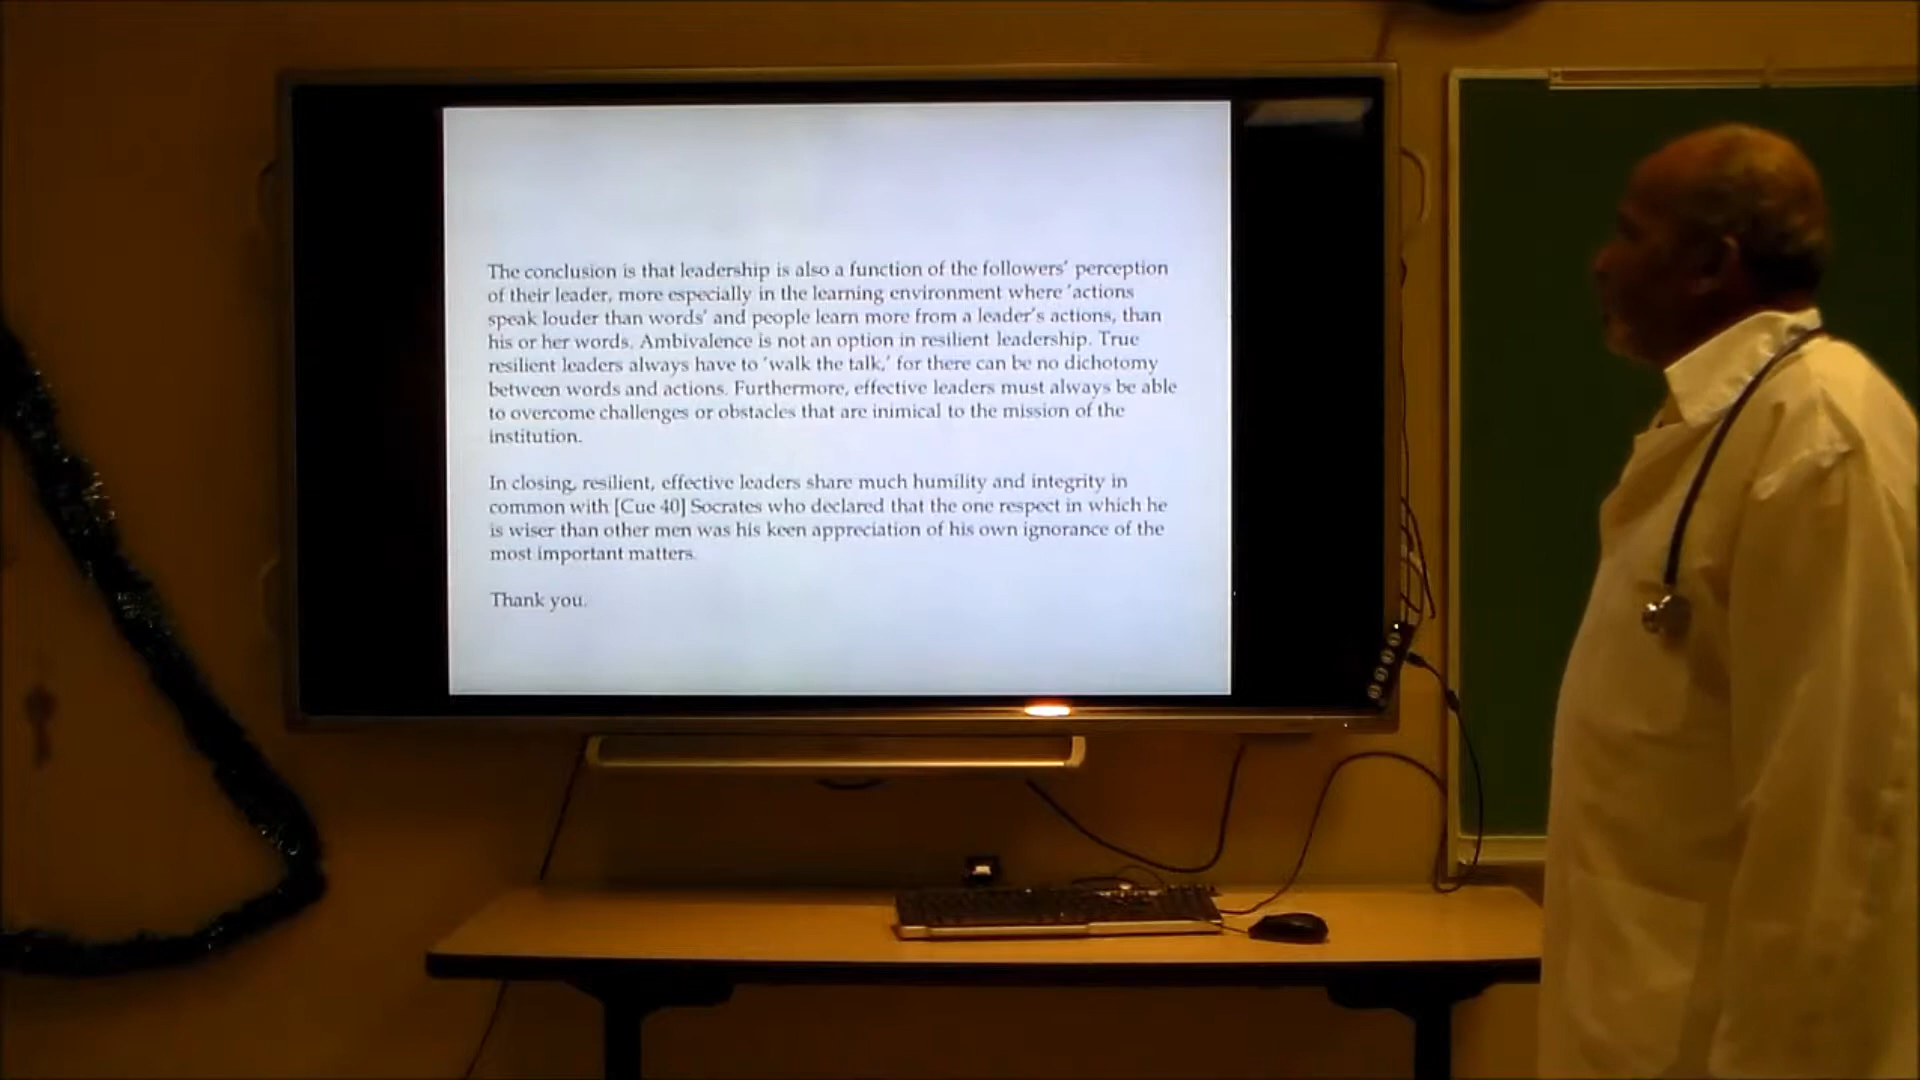 The conclusion is that leadership is also a function of the followers' perception
of their leader, more especially in the learning environment where 'actions
speak louder than words' and people learn more from a leader's actions, than
his or her words. Ambivalence is not an option in resilient leadership. True
resilient leaders always have to 'walk the talk,' for there can be no dichotomy
between words and actions. Furthermore, effective leaders must always be able
to overcome challenges or obstacles that are inimical to the mission of the
institution.
In closing, resilient, effective leaders share much humility and integrity in
common with [Cue 40] Socrates who declared that the one respect in which he
is wiser than other men was his keen appreciation of his own ignorance of the
most important matters.
Thank you.